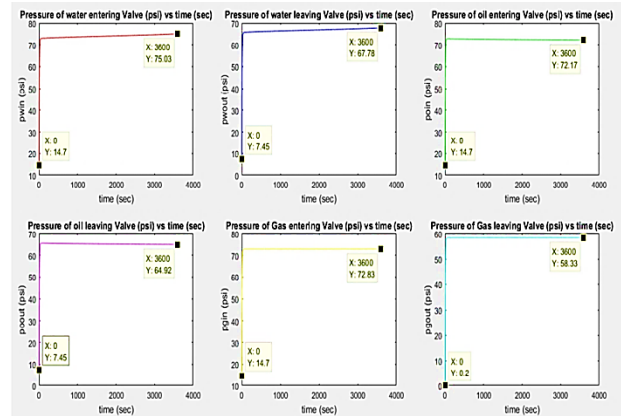 Pressure of water entering Valve (psi) vs time (sec)
80
70
60
50
40
30
20
10
pwin (psi)
X: 3600
Y: 75.03
X: 0
Y: 14.7
0 1000 2000 3000 4000
time (sec)
Pressure of water leaving Valve (psi) vs time (sec)
70
60
50
40
30
20
10
0
pwout (psi)
X: 3600
Y: 67.78
X: 0
Y: 7.45
0 1000 2000 3000 4000
time (sec)
Pressure of oil entering Valve (psi) vs time (sec)
80
70
60
50
40
30
20
10
poin (psi)
X: 3600
Y: 72.17
X: 0
Y: 14.7
0 1000 2000 3000 4000
time (sec)
Pressure of oil leaving Valve (psi) vs time (sec)
70
60
50
40
30
20
10
0
poout (psi)
X: 3600
Y: 64.92
X: 0
Y: 7.45
0 1000 2000 3000 4000
time (sec)
Pressure of Gas entering Valve (psi) vs time (sec)
80
70
60
50
40
30
20
10
pgin (psi)
X: 3600
Y: 72.83
X: 0
Y: 14.7
0 1000 2000 3000 4000
time (sec)
Pressure of Gas leaving Valve (psi) vs time (sec)
60
50
40
30
20
10
0
pgout (psi)
X: 3600
Y: 58.33
X: 0
Y: 0.2
0 1000 2000 3000 4000
time (sec)